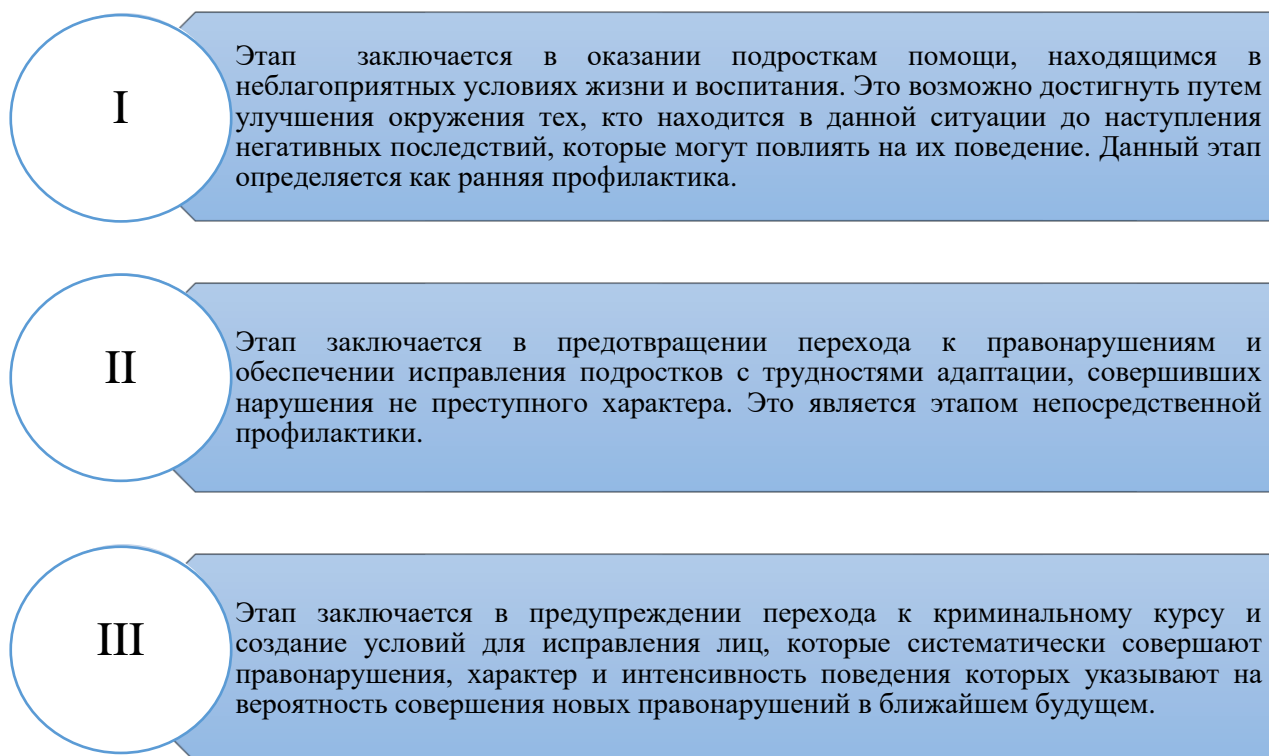 I
Этап заключается в оказании подросткам помощи, находящимся в
неблагоприятных условиях жизни и воспитания. Это возможно достигнуть путем
улучшения окружения тех, кто находится в данной ситуации до наступления
негативных последствий, которые могут повлиять на их поведение. Данный этап
определяется как ранняя профилактика.
II
Этап заключается в предотвращении перехода к правонарушениям и
обеспечении исправления подростков с трудностями адаптации, совершивших
нарушения не преступного характера. Это является этапом непосредственной
профилактики.
III
Этап заключается в предупреждении перехода к криминальному курсу и
создание условий для исправления лиц, которые систематически совершают
правонарушения, характер и интенсивность поведения которых указывают на
вероятность совершения новых правонарушений в ближайшем будущем.